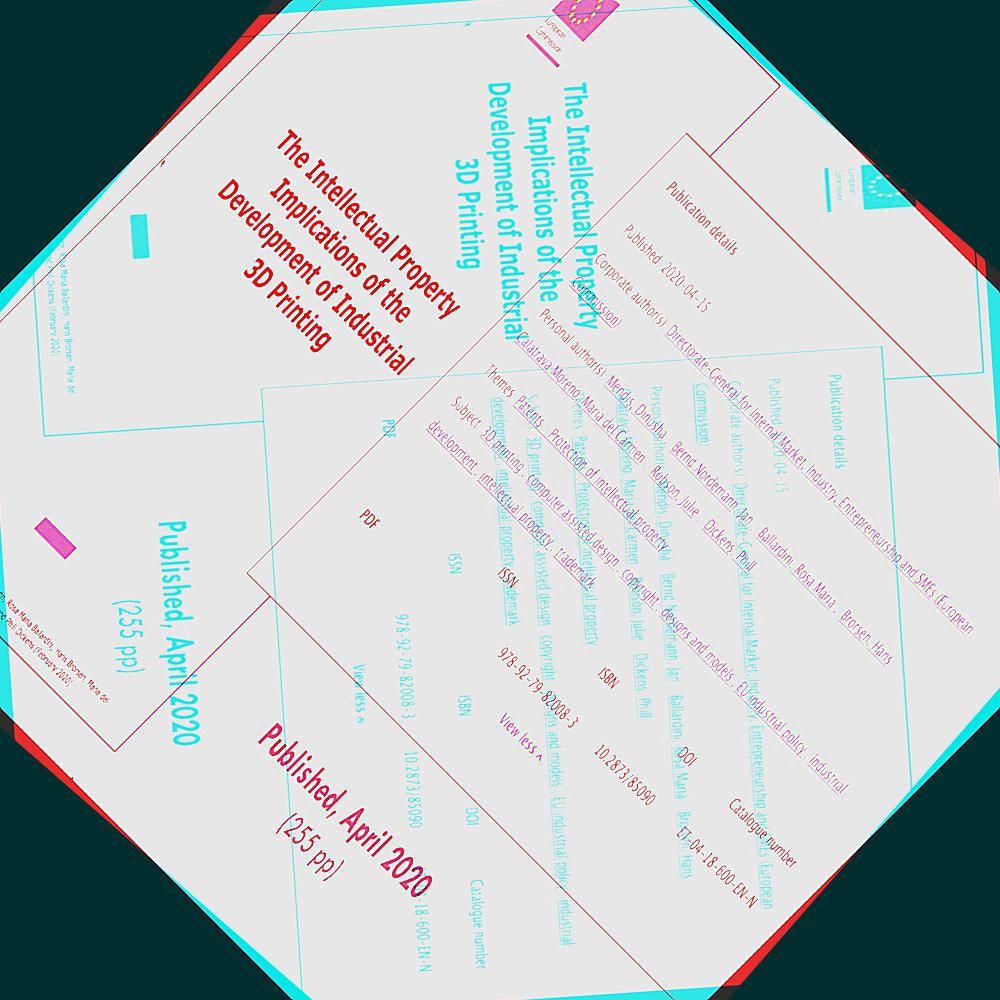 European
Commission
The Intellectual Property
Implications of the
Development of Industrial
3D Printing
Publication details
Published 2020-04-15
Corporate author(s) Directorate-General for Internal Market, Industry, Entrepreneurship and SMEs (European
Commission)
Personal author(s) Mendis, Dinusha , Bernd Nordemann, Jan , Ballardini, Rosa Maria , Brorsen, Hans ,
Calatrava Moreno, Maria del Carmen , Robson, Julie , Dickens, Phill
Themes Patents , Protection of intellectual property
Subject 3D printing , computer assisted design , copyright , designs and models , EU industrial policy , industrial
development , intellectual property , trademark
PDF ISSN ISBN DOI Catalogue number
978-92-79-82008-3 10.2873/85090 ET-04-18-600-EN-N
View less ^
Rosa Maria Ballardini, Hans Brorsen, Maria del
Phill Dickens (February 2020)
Published, April 2020
(255 pp)